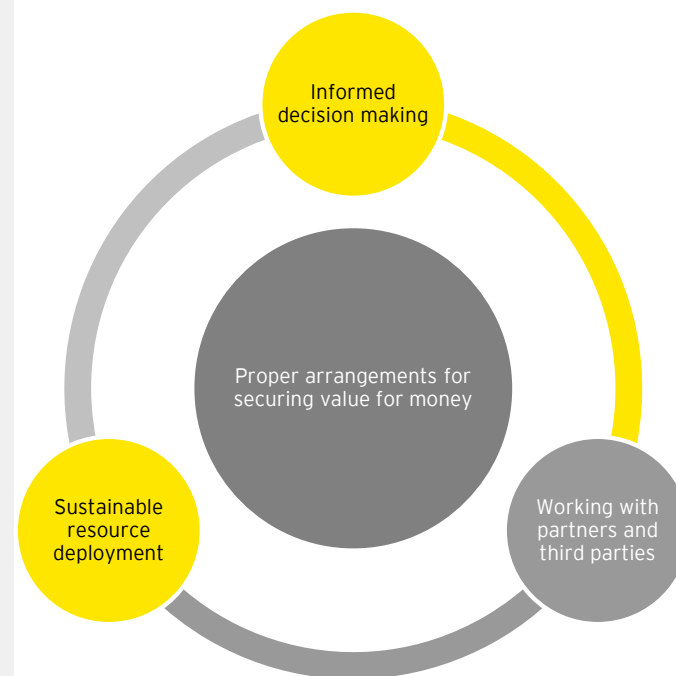 Informed
decision making
Proper arrangements for
securing value for money
Sustainable
resource
deployment
Working with
partners and
third parties